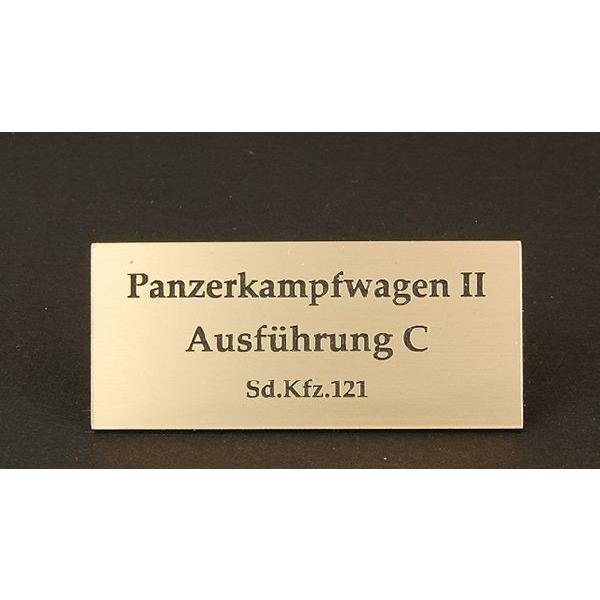 Panzerkampfwagen II
Ausführung C
Sd.Kfz.121